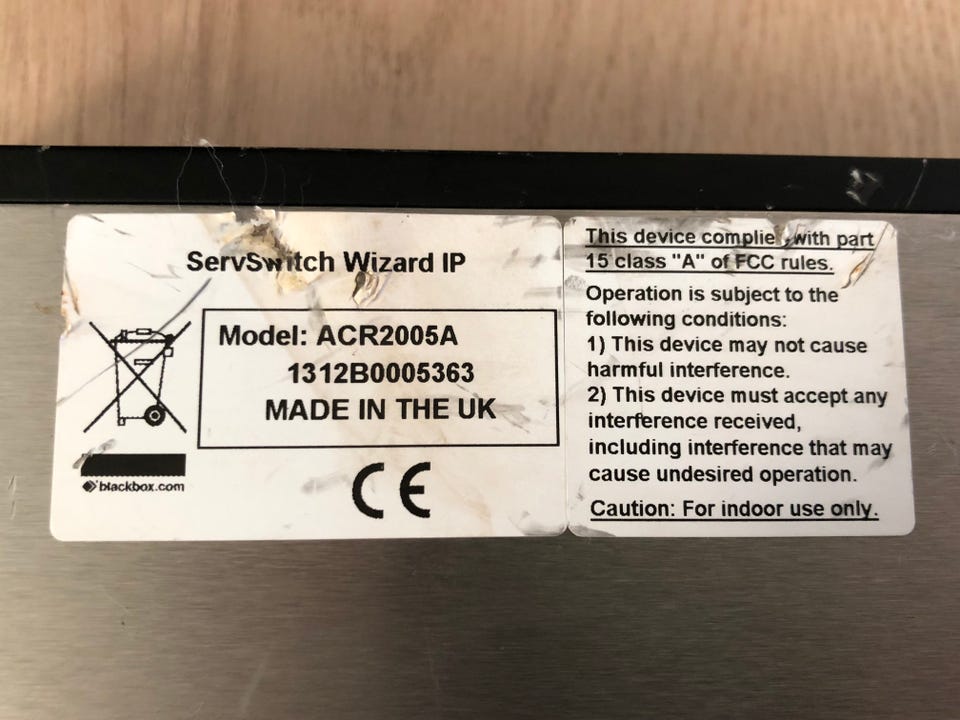 ServSwitch Wizard IP
Model: ACR2005A
1312B0005363
MADE IN THE UK
blackbox.com
CE
This device complie with part
15 class "A" of FCC rules.
Operation is subject to the
following conditions:
1) This device may not cause
harmful interference.
2) This device must accept any
interference received,
including interference that may
cause undesired operation.
Caution: For indoor use only.